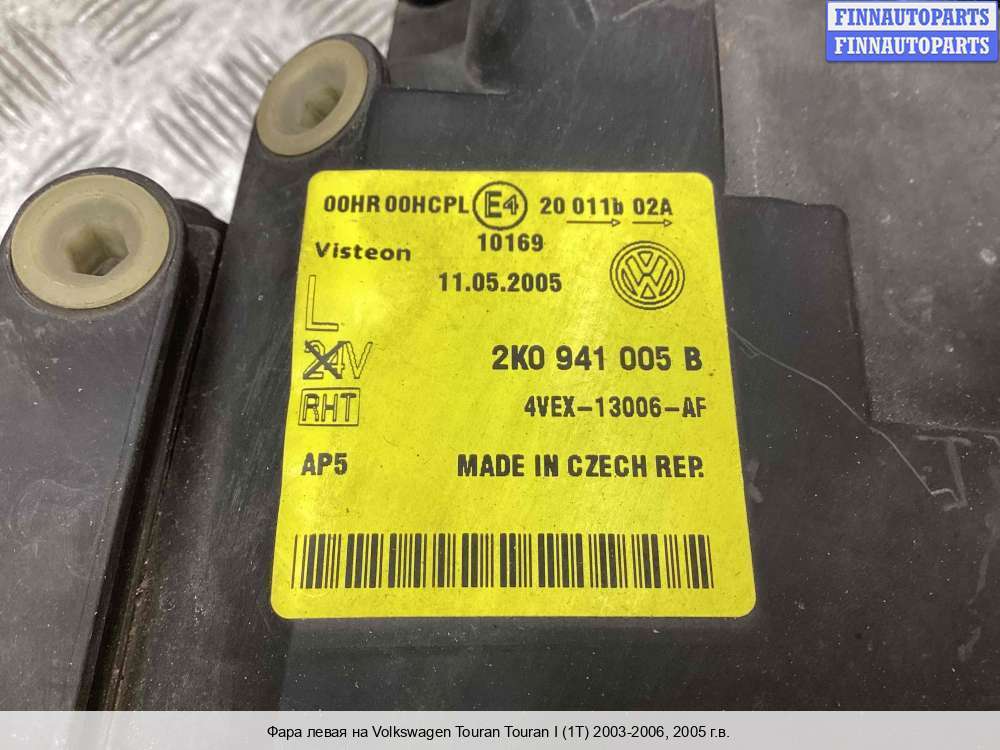 FINNAUTOPARTS
FINNAUTOPARTS
00HR 00HCPL E4 20 011b 02A
10169
Visteon
11.05.2005
L
24V
2K0 941 005 B
RHT
4VEX-13006-AF
AP5 MADE IN CZECH REP.
Фара левая на Volkswagen Touran Touran I (1T) 2003-2006, 2005 г.в.